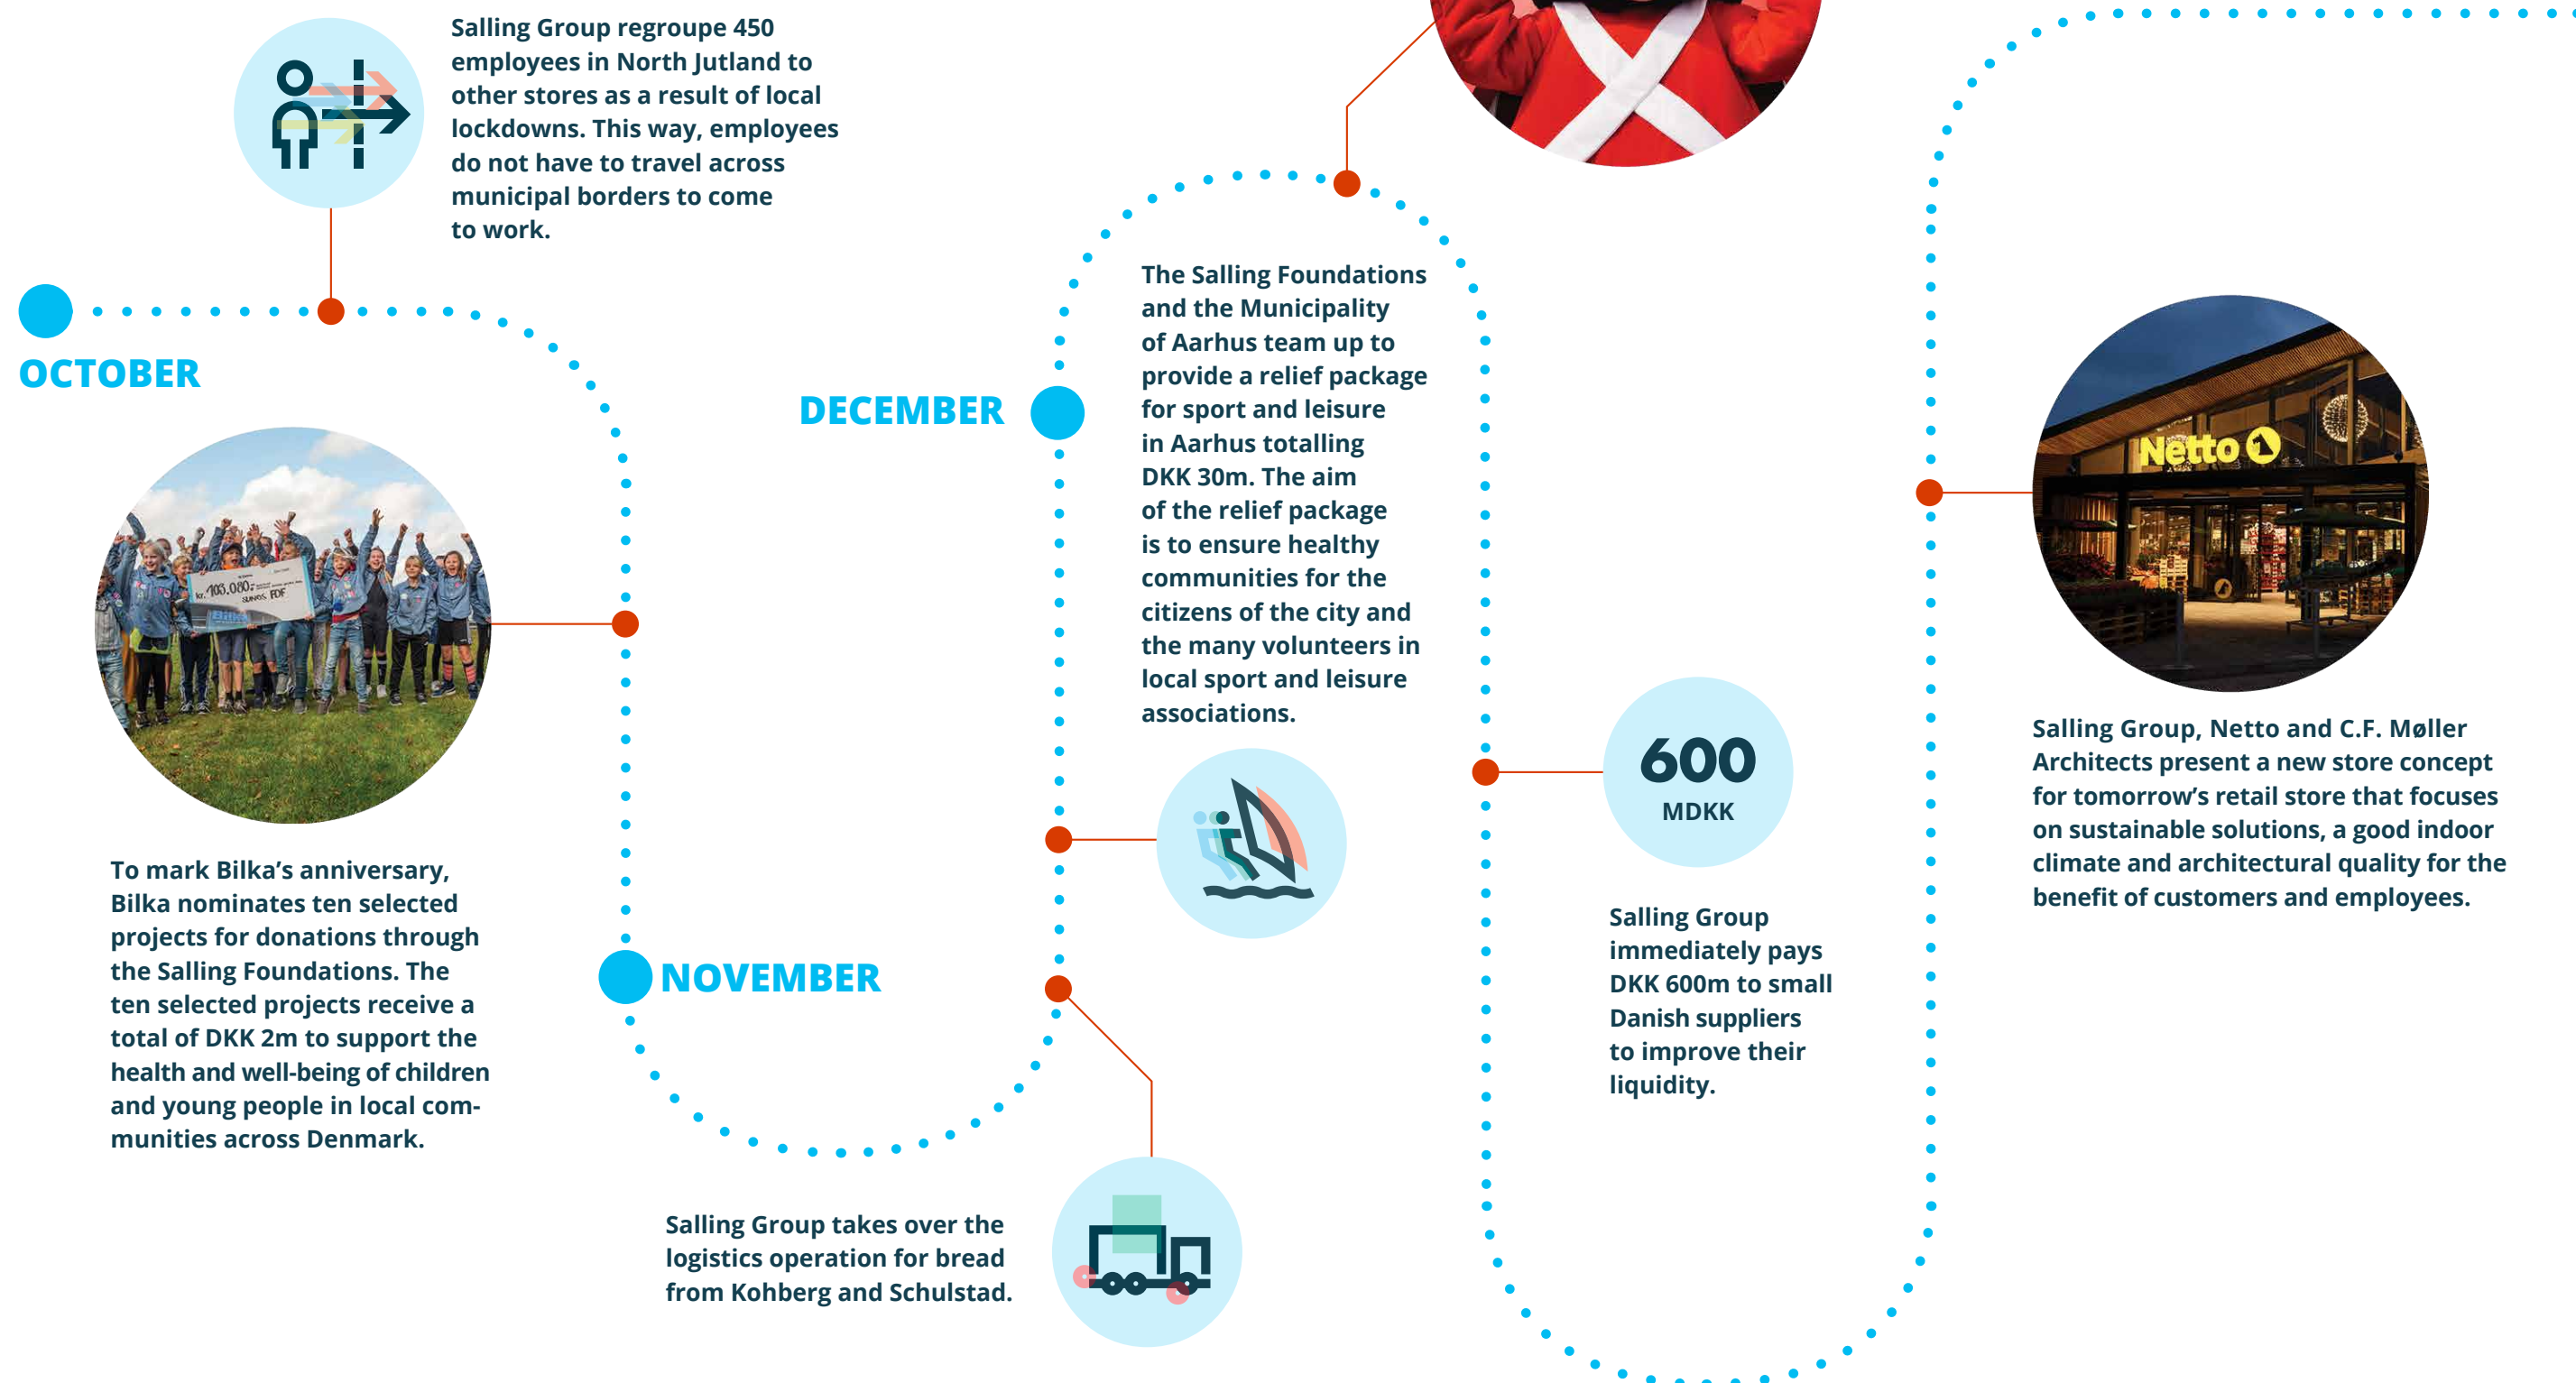 Salling Group regroupe 450
employees in North Jutland to
other stores as a result of local
lockdowns. This way, employees
do not have to travel across
municipal borders to come
to work.
OCTOBER
kr. 103.080,-
FDF
Bilka
To mark Bilka’s anniversary,
Bilka nominates ten selected
projects for donations through
the Salling Foundations. The
ten selected projects receive a
total of DKK 2m to support the
health and well-being of children
and young people in local com-
munities across Denmark.
NOVEMBER
Salling Group takes over the
logistics operation for bread
from Kohberg and Schulstad.
DECEMBER
The Salling Foundations
and the Municipality
of Aarhus team up to
provide a relief package
for sport and leisure
in Aarhus totalling
DKK 30m. The aim
of the relief package
is to ensure healthy
communities for the
citizens of the city and
the many volunteers in
local sport and leisure
associations.
600
MDKK
Salling Group
immediately pays
DKK 600m to small
Danish suppliers
to improve their
liquidity.
Netto
Salling Group, Netto and C.F. Møller
Architects present a new store concept
for tomorrow’s retail store that focuses
on sustainable solutions, a good indoor
climate and architectural quality for the
benefit of customers and employees.